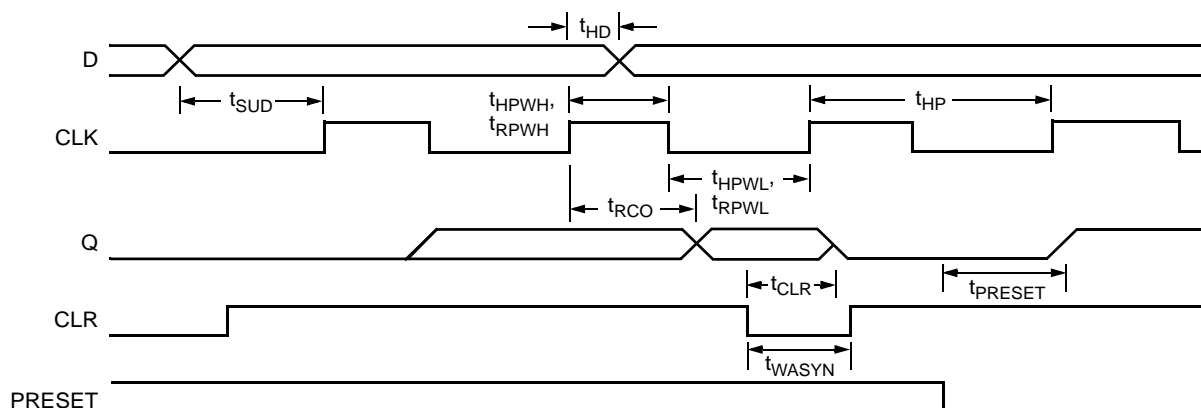 tHD
D
tSUD
tHPWH,
tRPWH
tHP
CLK
tHPWL,
tRPWL
tRCO
Q
tCLR
tPRESET
CLR
tWASYN
PRESET